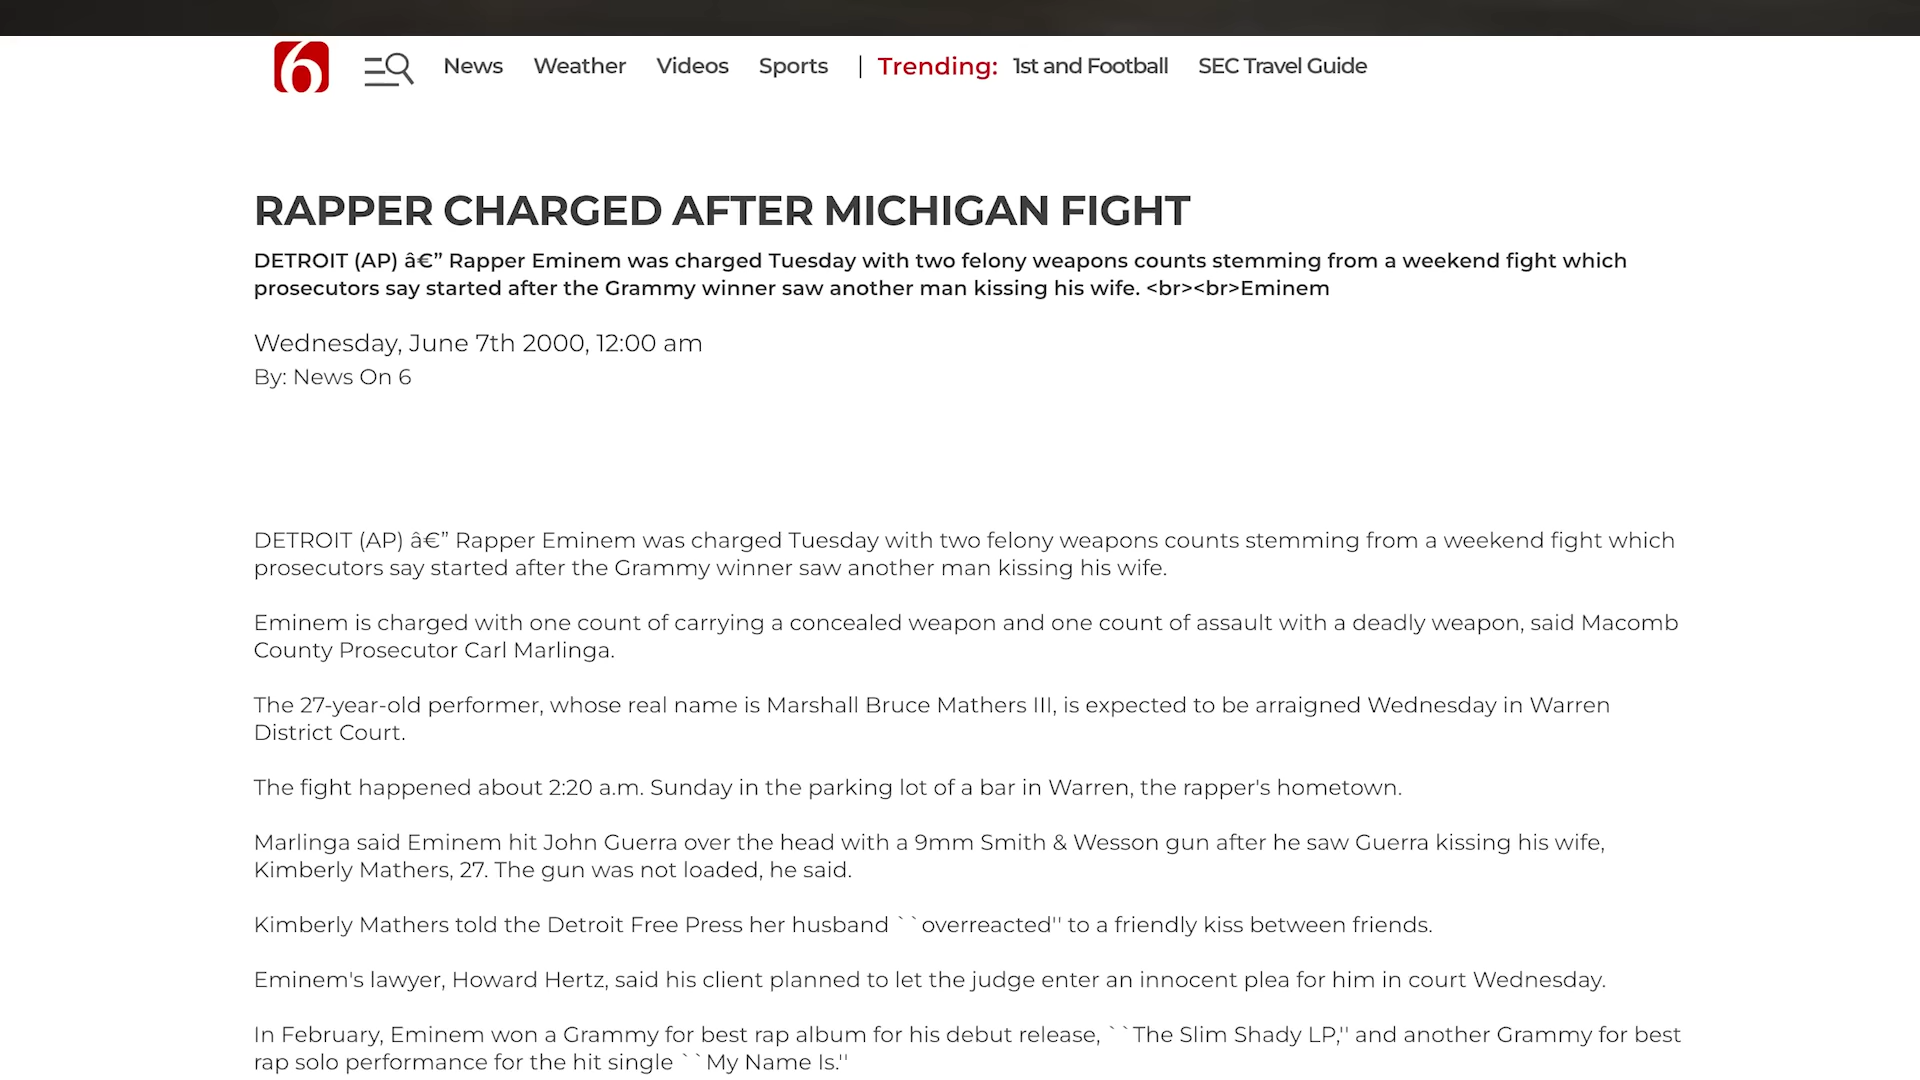 6 News Weather Videos Sports | Trending: 1st and Football SEC Travel Guide
RAPPER CHARGED AFTER MICHIGAN FIGHT
DETROIT (AP) â€” Rapper Eminem was charged Tuesday with two felony weapons counts stemming from a weekend fight which
prosecutors say started after the Grammy winner saw another man kissing his wife. <br><br>Eminem
Wednesday, June 7th 2000, 12:00 am
By: News On 6
DETROIT (AP) â€” Rapper Eminem was charged Tuesday with two felony weapons counts stemming from a weekend fight which
prosecutors say started after the Grammy winner saw another man kissing his wife.
Eminem is charged with one count of carrying a concealed weapon and one count of assault with a deadly weapon, said Macomb
County Prosecutor Carl Marlinga.
The 27-year-old performer, whose real name is Marshall Bruce Mathers III, is expected to be arraigned Wednesday in Warren
District Court.
The fight happened about 2:20 a.m. Sunday in the parking lot of a bar in Warren, the rapper's hometown.
Marlinga said Eminem hit John Guerra over the head with a 9mm Smith & Wesson gun after he saw Guerra kissing his wife,
Kimberly Mathers, 27. The gun was not loaded, he said.
Kimberly Mathers told the Detroit Free Press her husband ``overreacted'' to a friendly kiss between friends.
Eminem's lawyer, Howard Hertz, said his client planned to let the judge enter an innocent plea for him in court Wednesday.
In February, Eminem won a Grammy for best rap album for his debut release, ``The Slim Shady LP,'' and another Grammy for best
rap solo performance for the hit single ``My Name Is.''